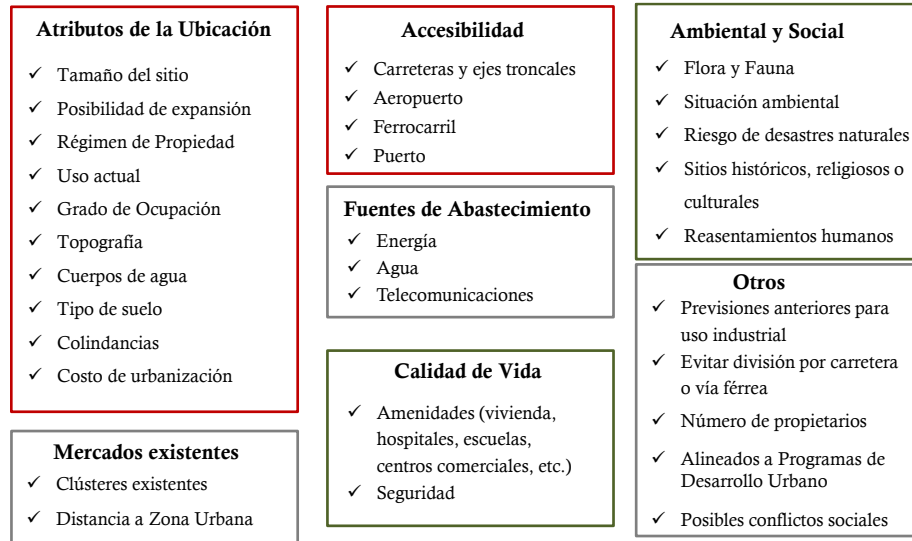 Atributos de la Ubicación
✓ Tamaño del sitio
✓ Posibilidad de expansión
✓ Régimen de Propiedad
✓ Uso actual
✓ Grado de Ocupación
✓ Topografía
✓ Cuerpos de agua
✓ Tipo de suelo
✓ Colindancias
✓ Costo de urbanización
Mercados existentes
✓ Clústeres existentes
✓ Distancia a Zona Urbana
Accesibilidad
✓ Carreteras y ejes troncales
✓ Aeropuerto
✓ Ferrocarril
✓ Puerto
Fuentes de Abastecimiento
✓ Energía
✓ Agua
✓ Telecomunicaciones
Calidad de Vida
✓ Amenidades (vivienda,
hospitales, escuelas,
centros comerciales, etc.)
✓ Seguridad
Ambiental y Social
✓ Flora y Fauna
✓ Situación ambiental
✓ Riesgo de desastres naturales
✓ Sitios históricos, religiosos o
culturales
✓ Reasentamientos humanos
Otros
✓ Previsiones anteriores para
uso industrial
✓ Evitar división por carretera
o vía férrea
✓ Número de propietarios
✓ Alineados a Programas de
Desarrollo Urbano
✓ Posibles conflictos sociales